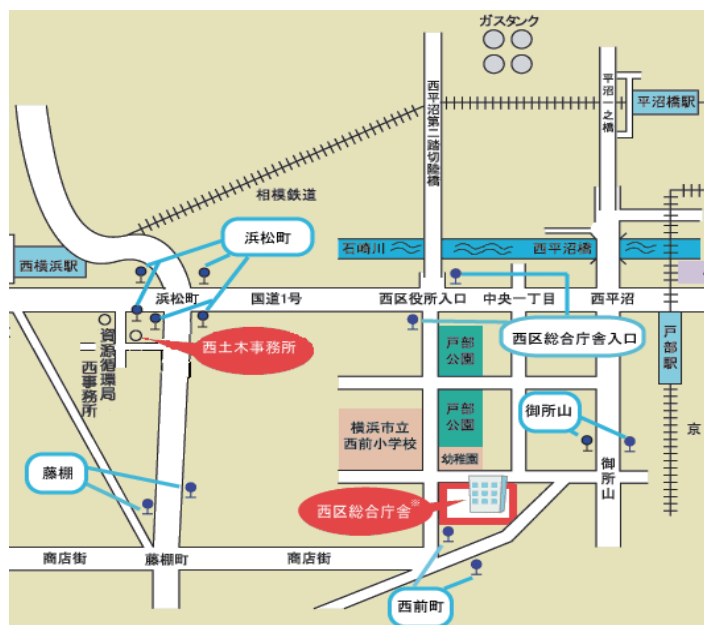 ガスタンク
西平沼第二踏切陸橋
平沼一之橋
平沼橋駅
相模鉄道
浜松町
西横浜駅
石崎川
西平沼橋
浜松町
国道1号
西区役所入口
中央一丁目
西平沼
西土木事務所
資源循環局
西事務所
西区総合庁舎入口
戸部公園
戸部駅
戸部公園
横浜市立
西前小学校
幼稚園
御所山
京
御所山
藤棚
西区総合庁舎※
商店街
藤棚町
商店街
西前町